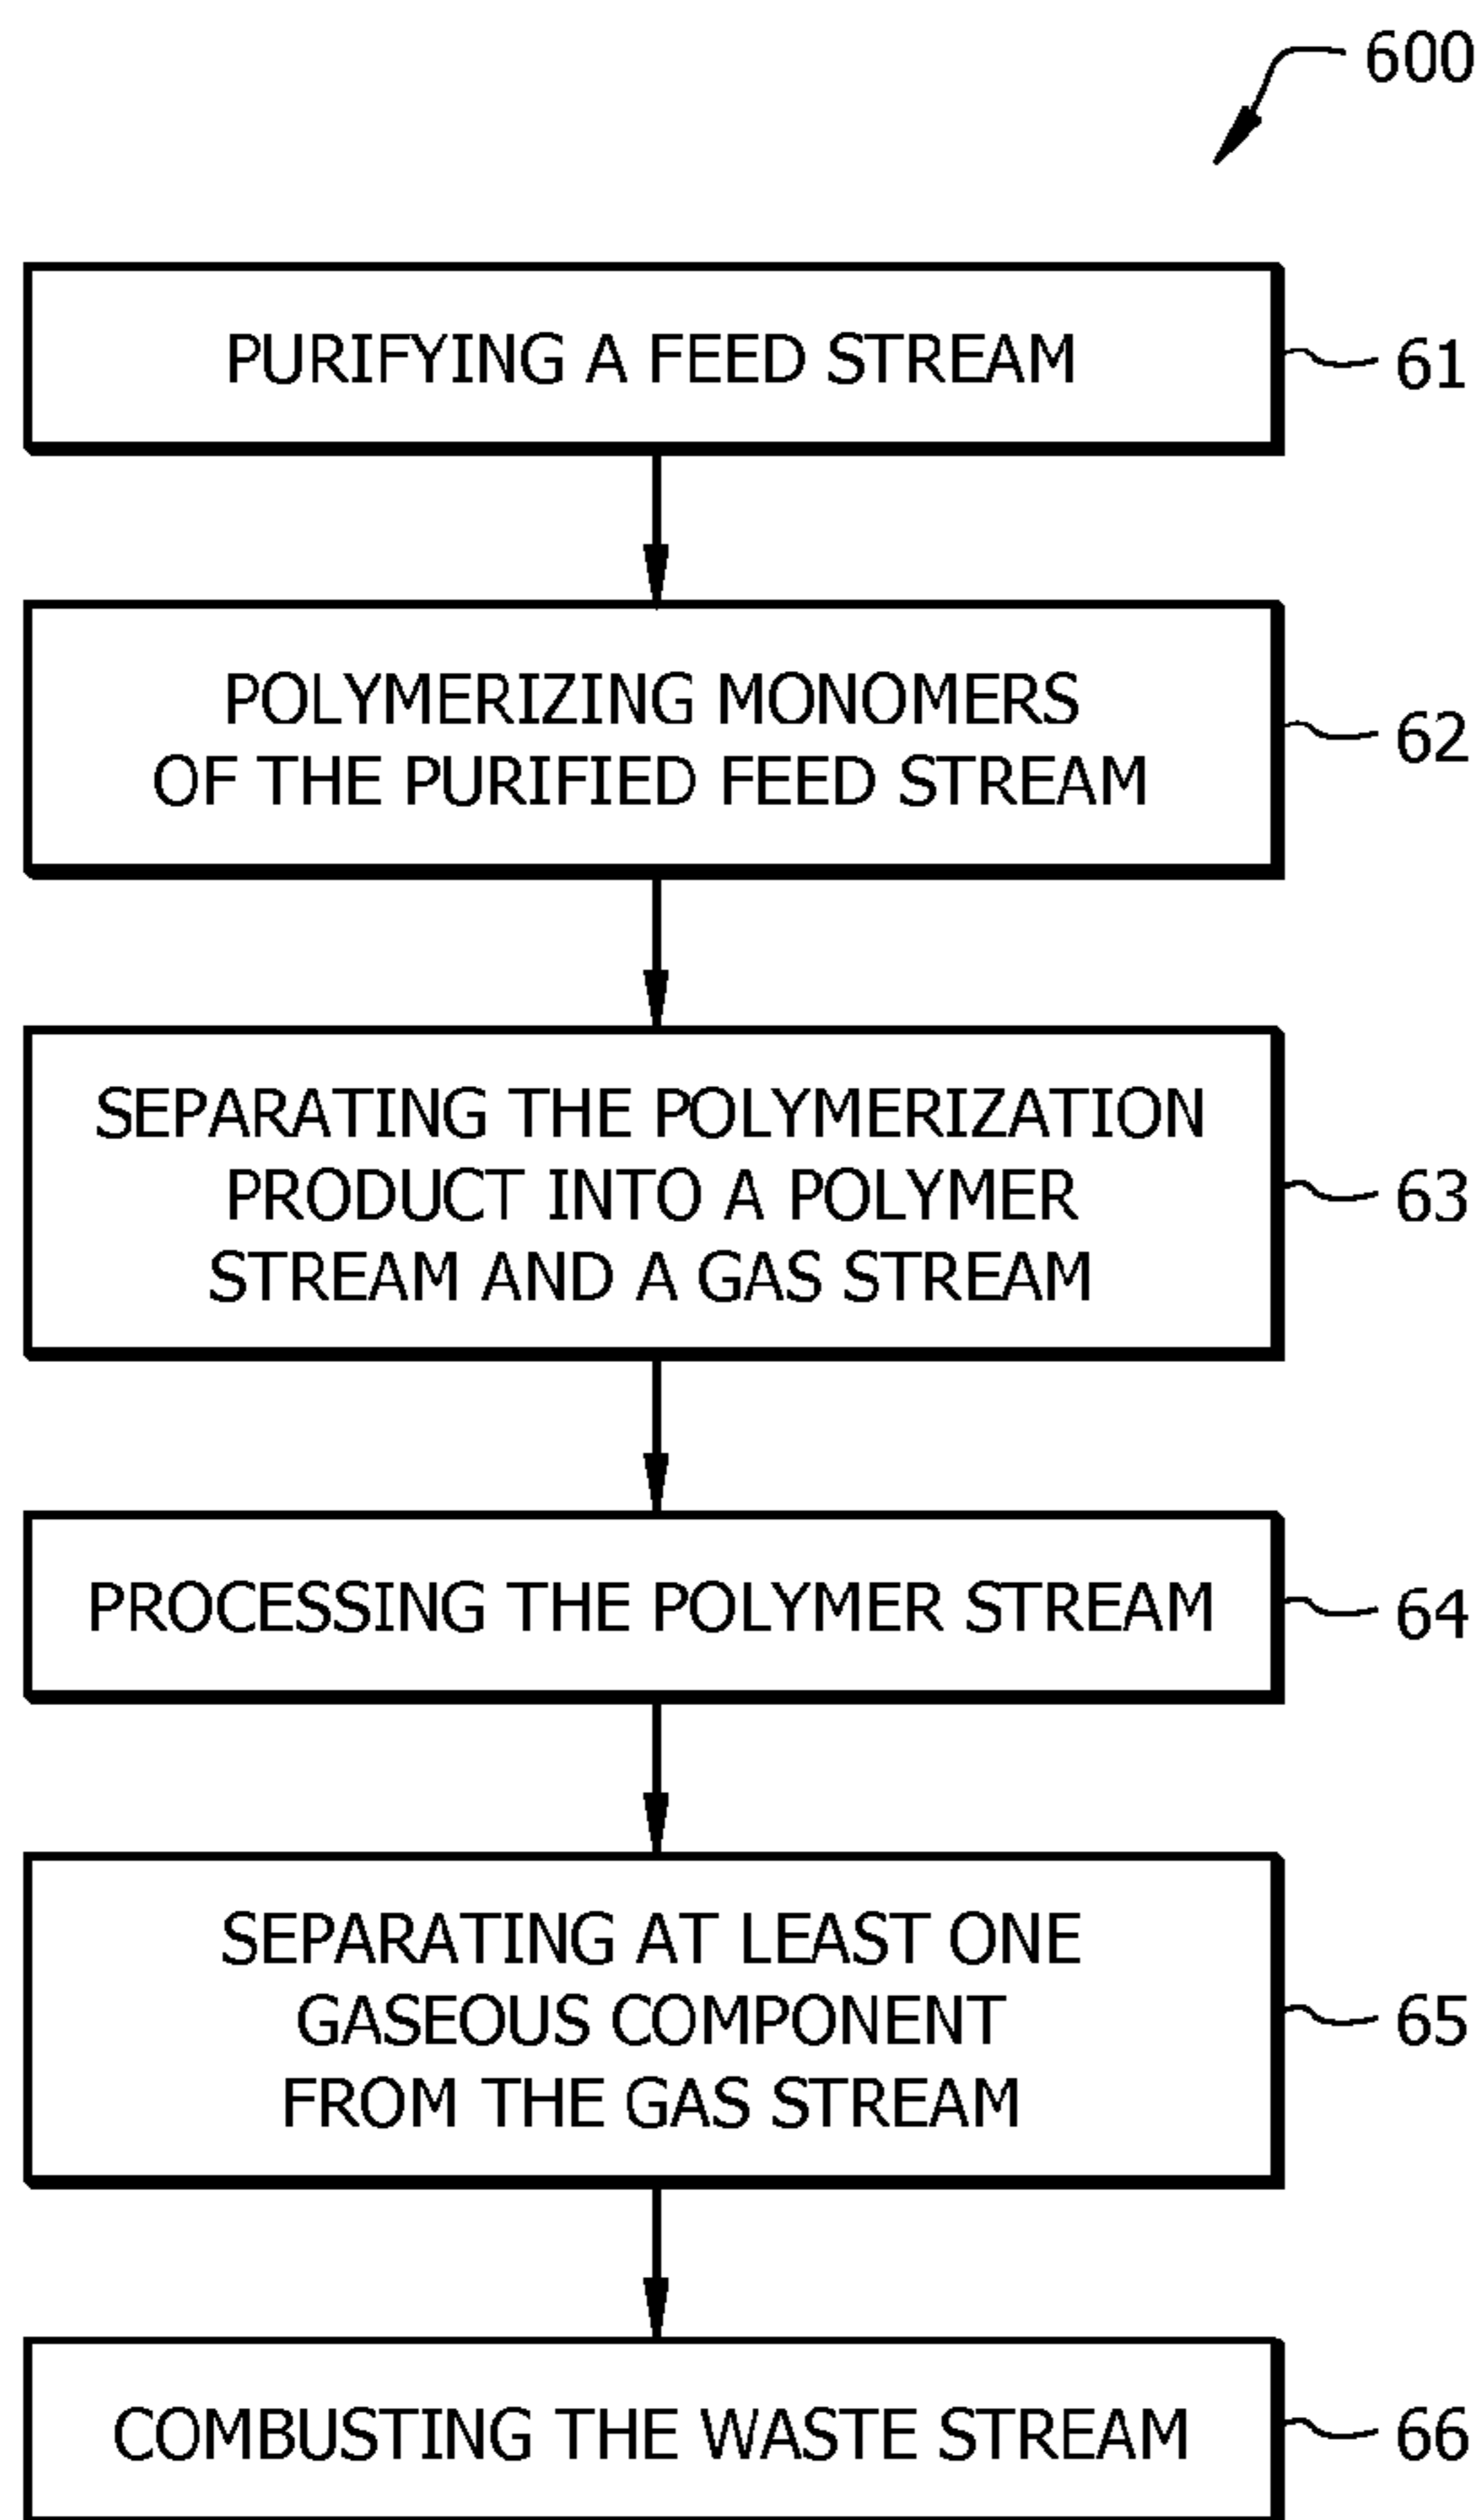 600
PURIFYING A FEED STREAM
61
POLYMERIZING MONOMERS
OF THE PURIFIED FEED STREAM
62
SEPARATING THE POLYMERIZATION
PRODUCT INTO A POLYMER
STREAM AND A GAS STREAM
63
PROCESSING THE POLYMER STREAM
64
SEPARATING AT LEAST ONE
GASEOUS COMPONENT
FROM THE GAS STREAM
65
COMBUSTING THE WASTE STREAM
66